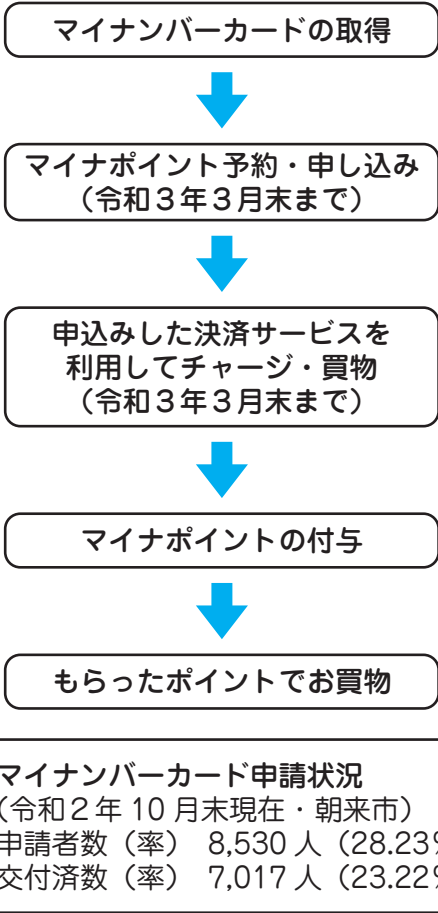 マイナンバーカードの取得
マイナポイント予約・申し込み
（令和３年３月末まで）
申込みした決済サービスを
利用してチャージ・買物
（令和３年３月末まで）
マイナポイントの付与
もらったポイントでお買物
マイナンバーカード申請状況
（令和２年 10 月末現在・朝来市）
申請者数（率） 8,530 人（28.23%
交付済数（率） 7,017 人（23.22%